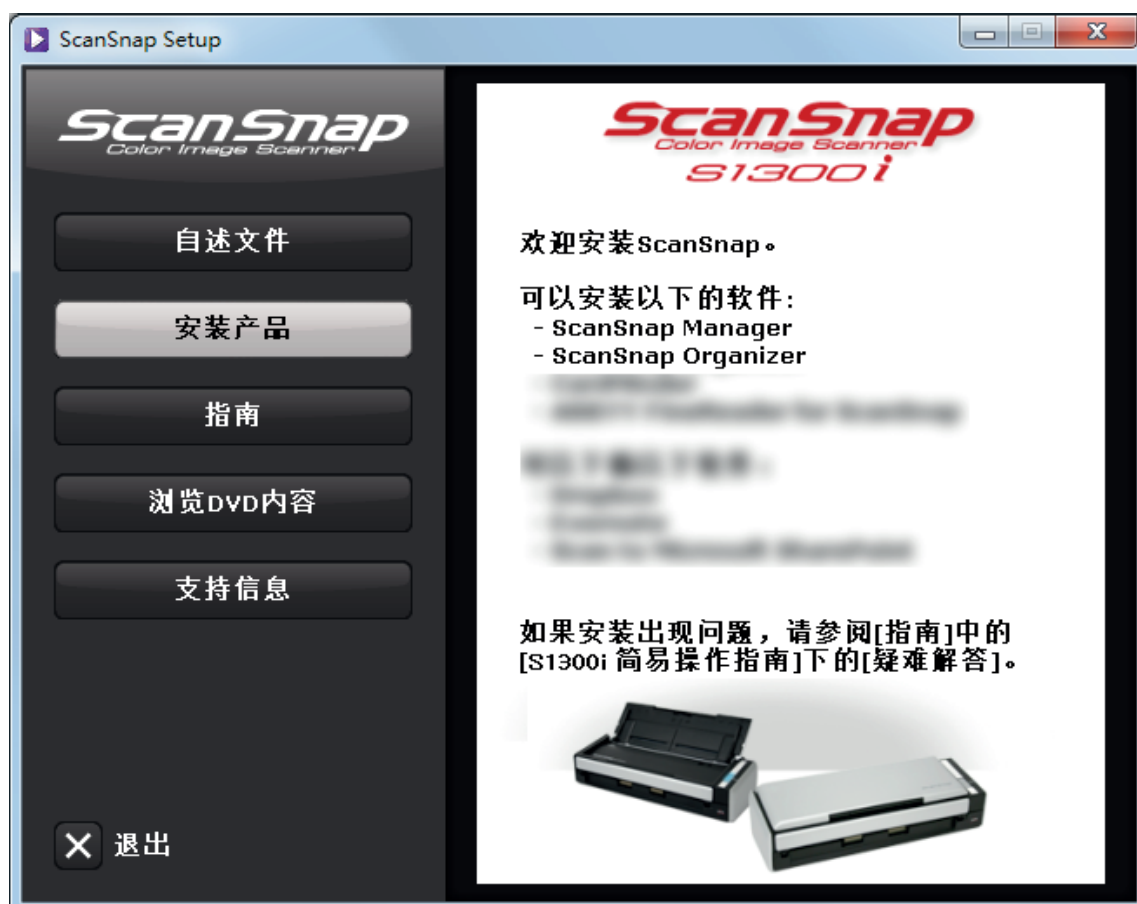 ScanSnap Setup
ScanSnap
Color Image Scanner
自述文件
安装产品
指南
浏览DVD内容
支持信息
退出
ScanSnap
Color Image Scanner
S1300i
欢迎安装ScanSnap。
可以安装以下的软件:
- ScanSnap Manager
- ScanSnap Organizer
如果安装出现问题，请参阅[指南]中的
[S1300i 简易操作指南]下的[疑难解答]。